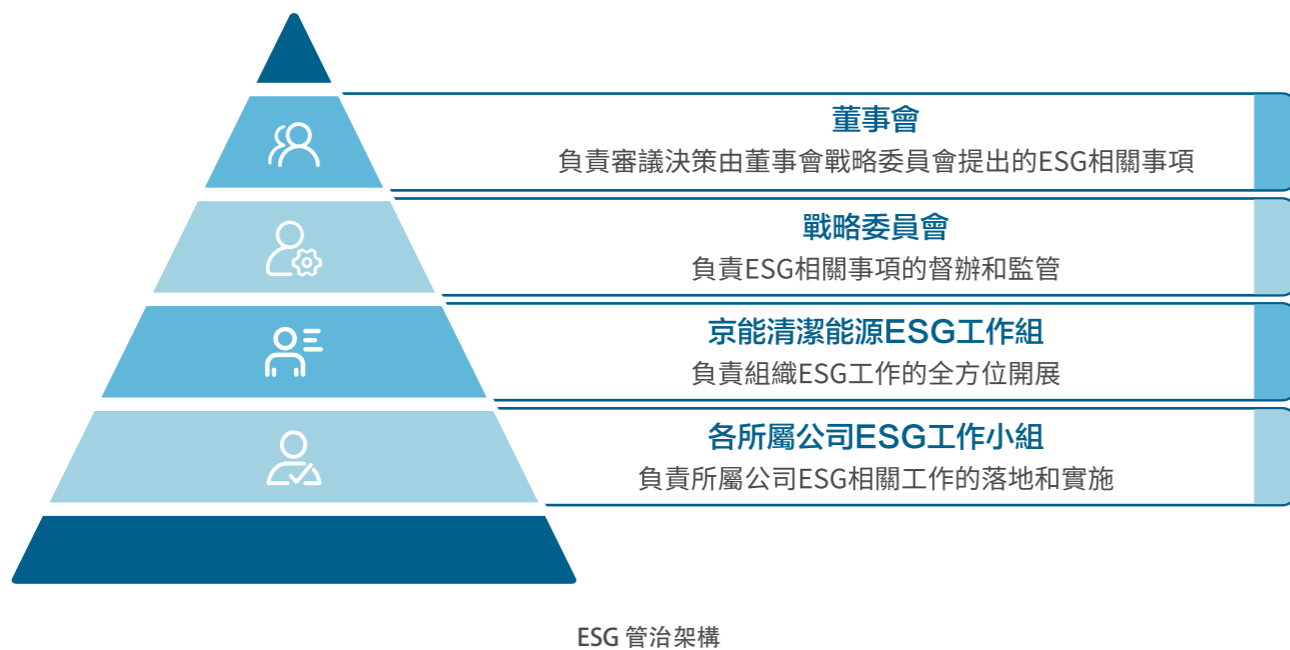 董事會
負責審議決策由董事會戰略委員會提出的ESG相關事項
戰略委員會
負責ESG相關事項的督辦和監管
京能清潔能源ESG工作組
負責組織ESG工作的全方位開展
各所屬公司ESG工作小組
負責所屬公司ESG相關工作的落地和實施
ESG 管治架構